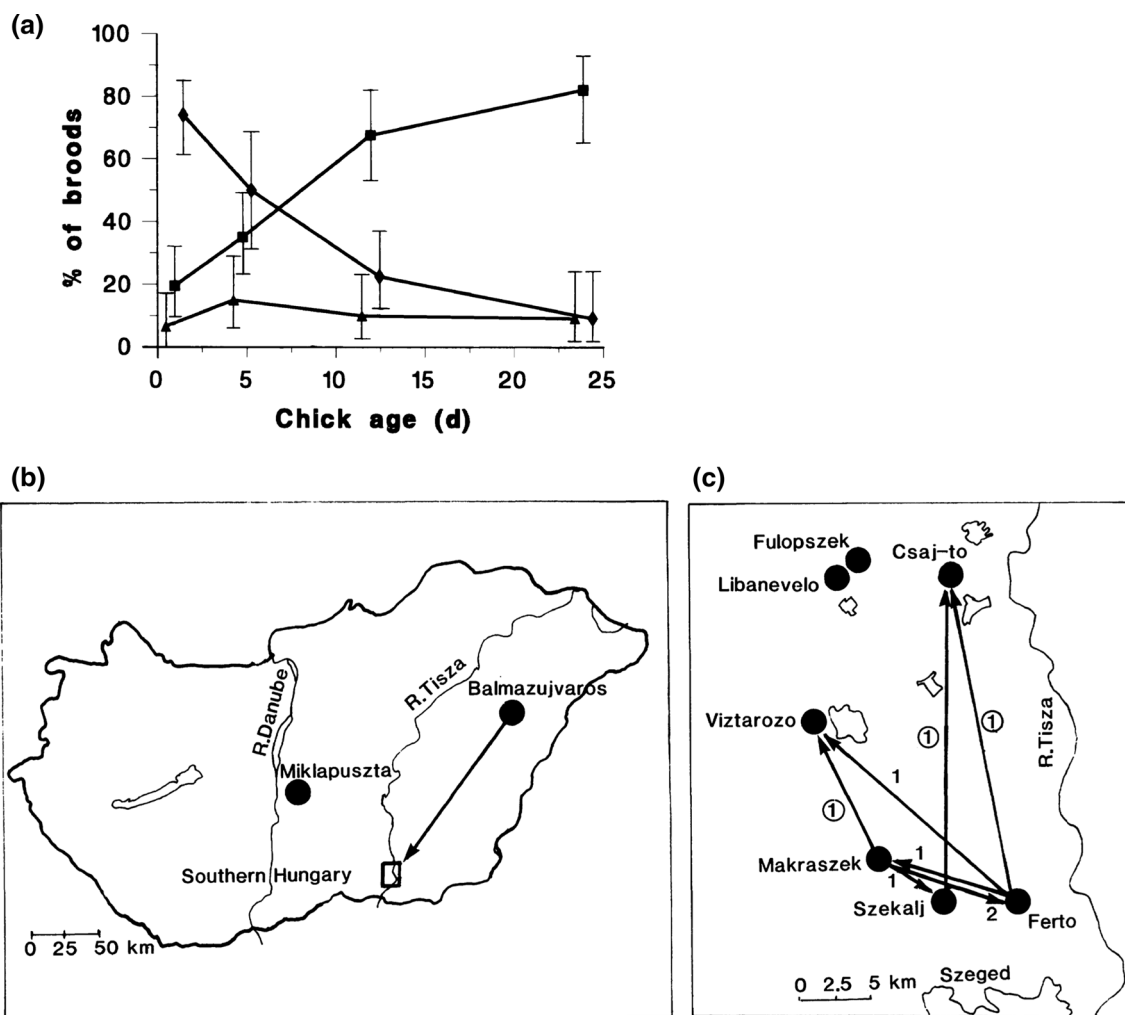 (a)
100
80
60
40
20
0
% of broods
0 5 10 15 20 25
Chick age (d)
(b)
R.Danube
R.Tisza
Balmazujvaros
Miklapuszta
Southern Hungary
0 25 50 km
(c)
Fulopszek
Csaj-to
Libanevelo
Viztarozo
R.Tisza
1
1
1
1
Makraszek
1
1
Szekalj
2
Ferto
Szeged
0 2.5 5 km